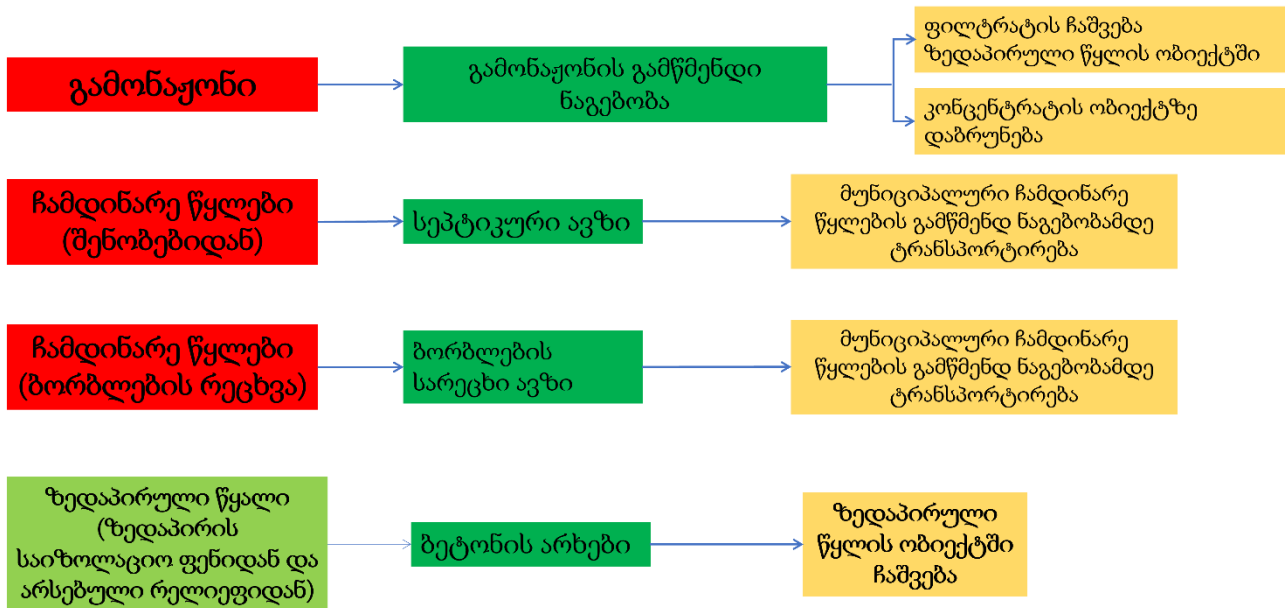 გამონაჟონი
გამონაჟონის გამწმენდი
ნაგებობა
ფილტრატის ჩაშვება
ზედაპირული წყლის ობიექტში
კონცენტრატის ობიექტზე
დაბრუნება
ჩამდინარე წყლები
(შენობებიდან)
სეპტიკური ავზი
მუნიციპალური ჩამდინარე
წყლების გამწმენდ ნაგებობამდე
ტრანსპორტირება
ჩამდინარე წყლები
(ბორბლების რეცხვა)
ბორბლების
სარეცხი ავზი
მუნიციპალური ჩამდინარე
წყლების გამწმენდ ნაგებობამდე
ტრანსპორტირება
ზედაპირული წყალი
(ზედაპირის
საიზოლაციო ფენიდან და
არსებული რელიეფიდან)
ბეტონის არხები
ზედაპირული
წყლის ობიექტში
ჩაშვება